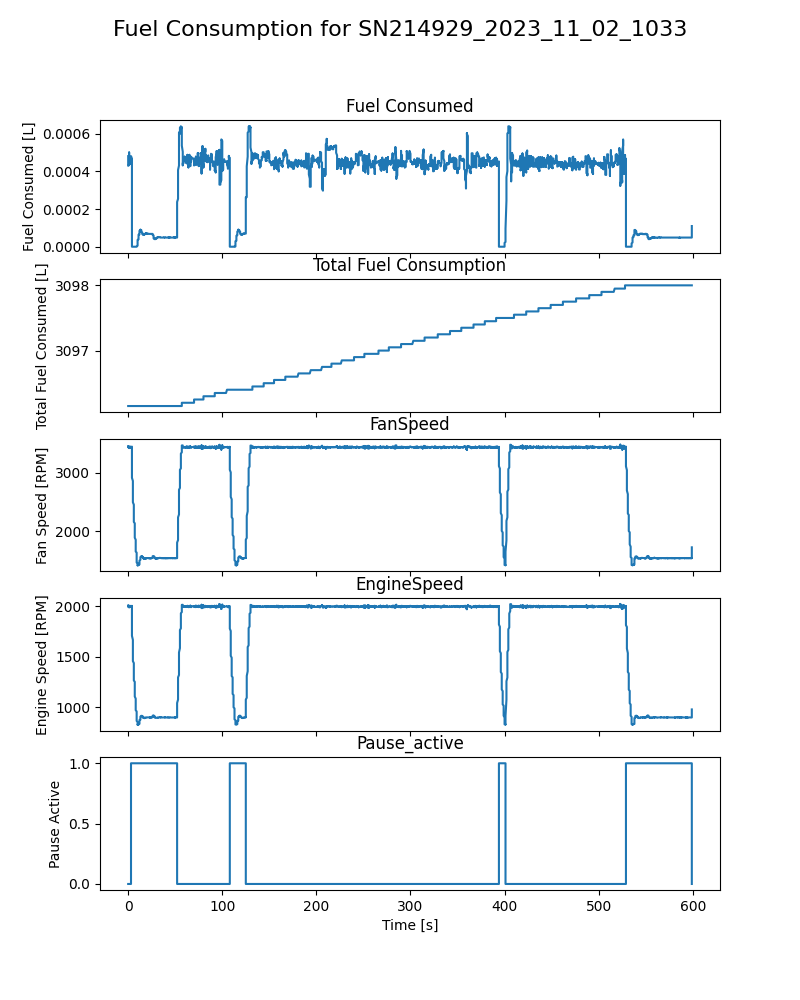 Fuel Consumption for SN214929_2023_11_02_1033
Fuel Consumed
Fuel Consumed [L]
0.0006
0.0004
0.0002
0.0000
Total Fuel Consumption
Total Fuel Consumed [L]
3098
3097
FanSpeed
Fan Speed [RPM]
3000
2000
EngineSpeed
Engine Speed [RPM]
2000
1500
1000
Pause_active
Pause Active
1.0
0.5
0.0
0 100 200 300 400 500 600
Time [s]